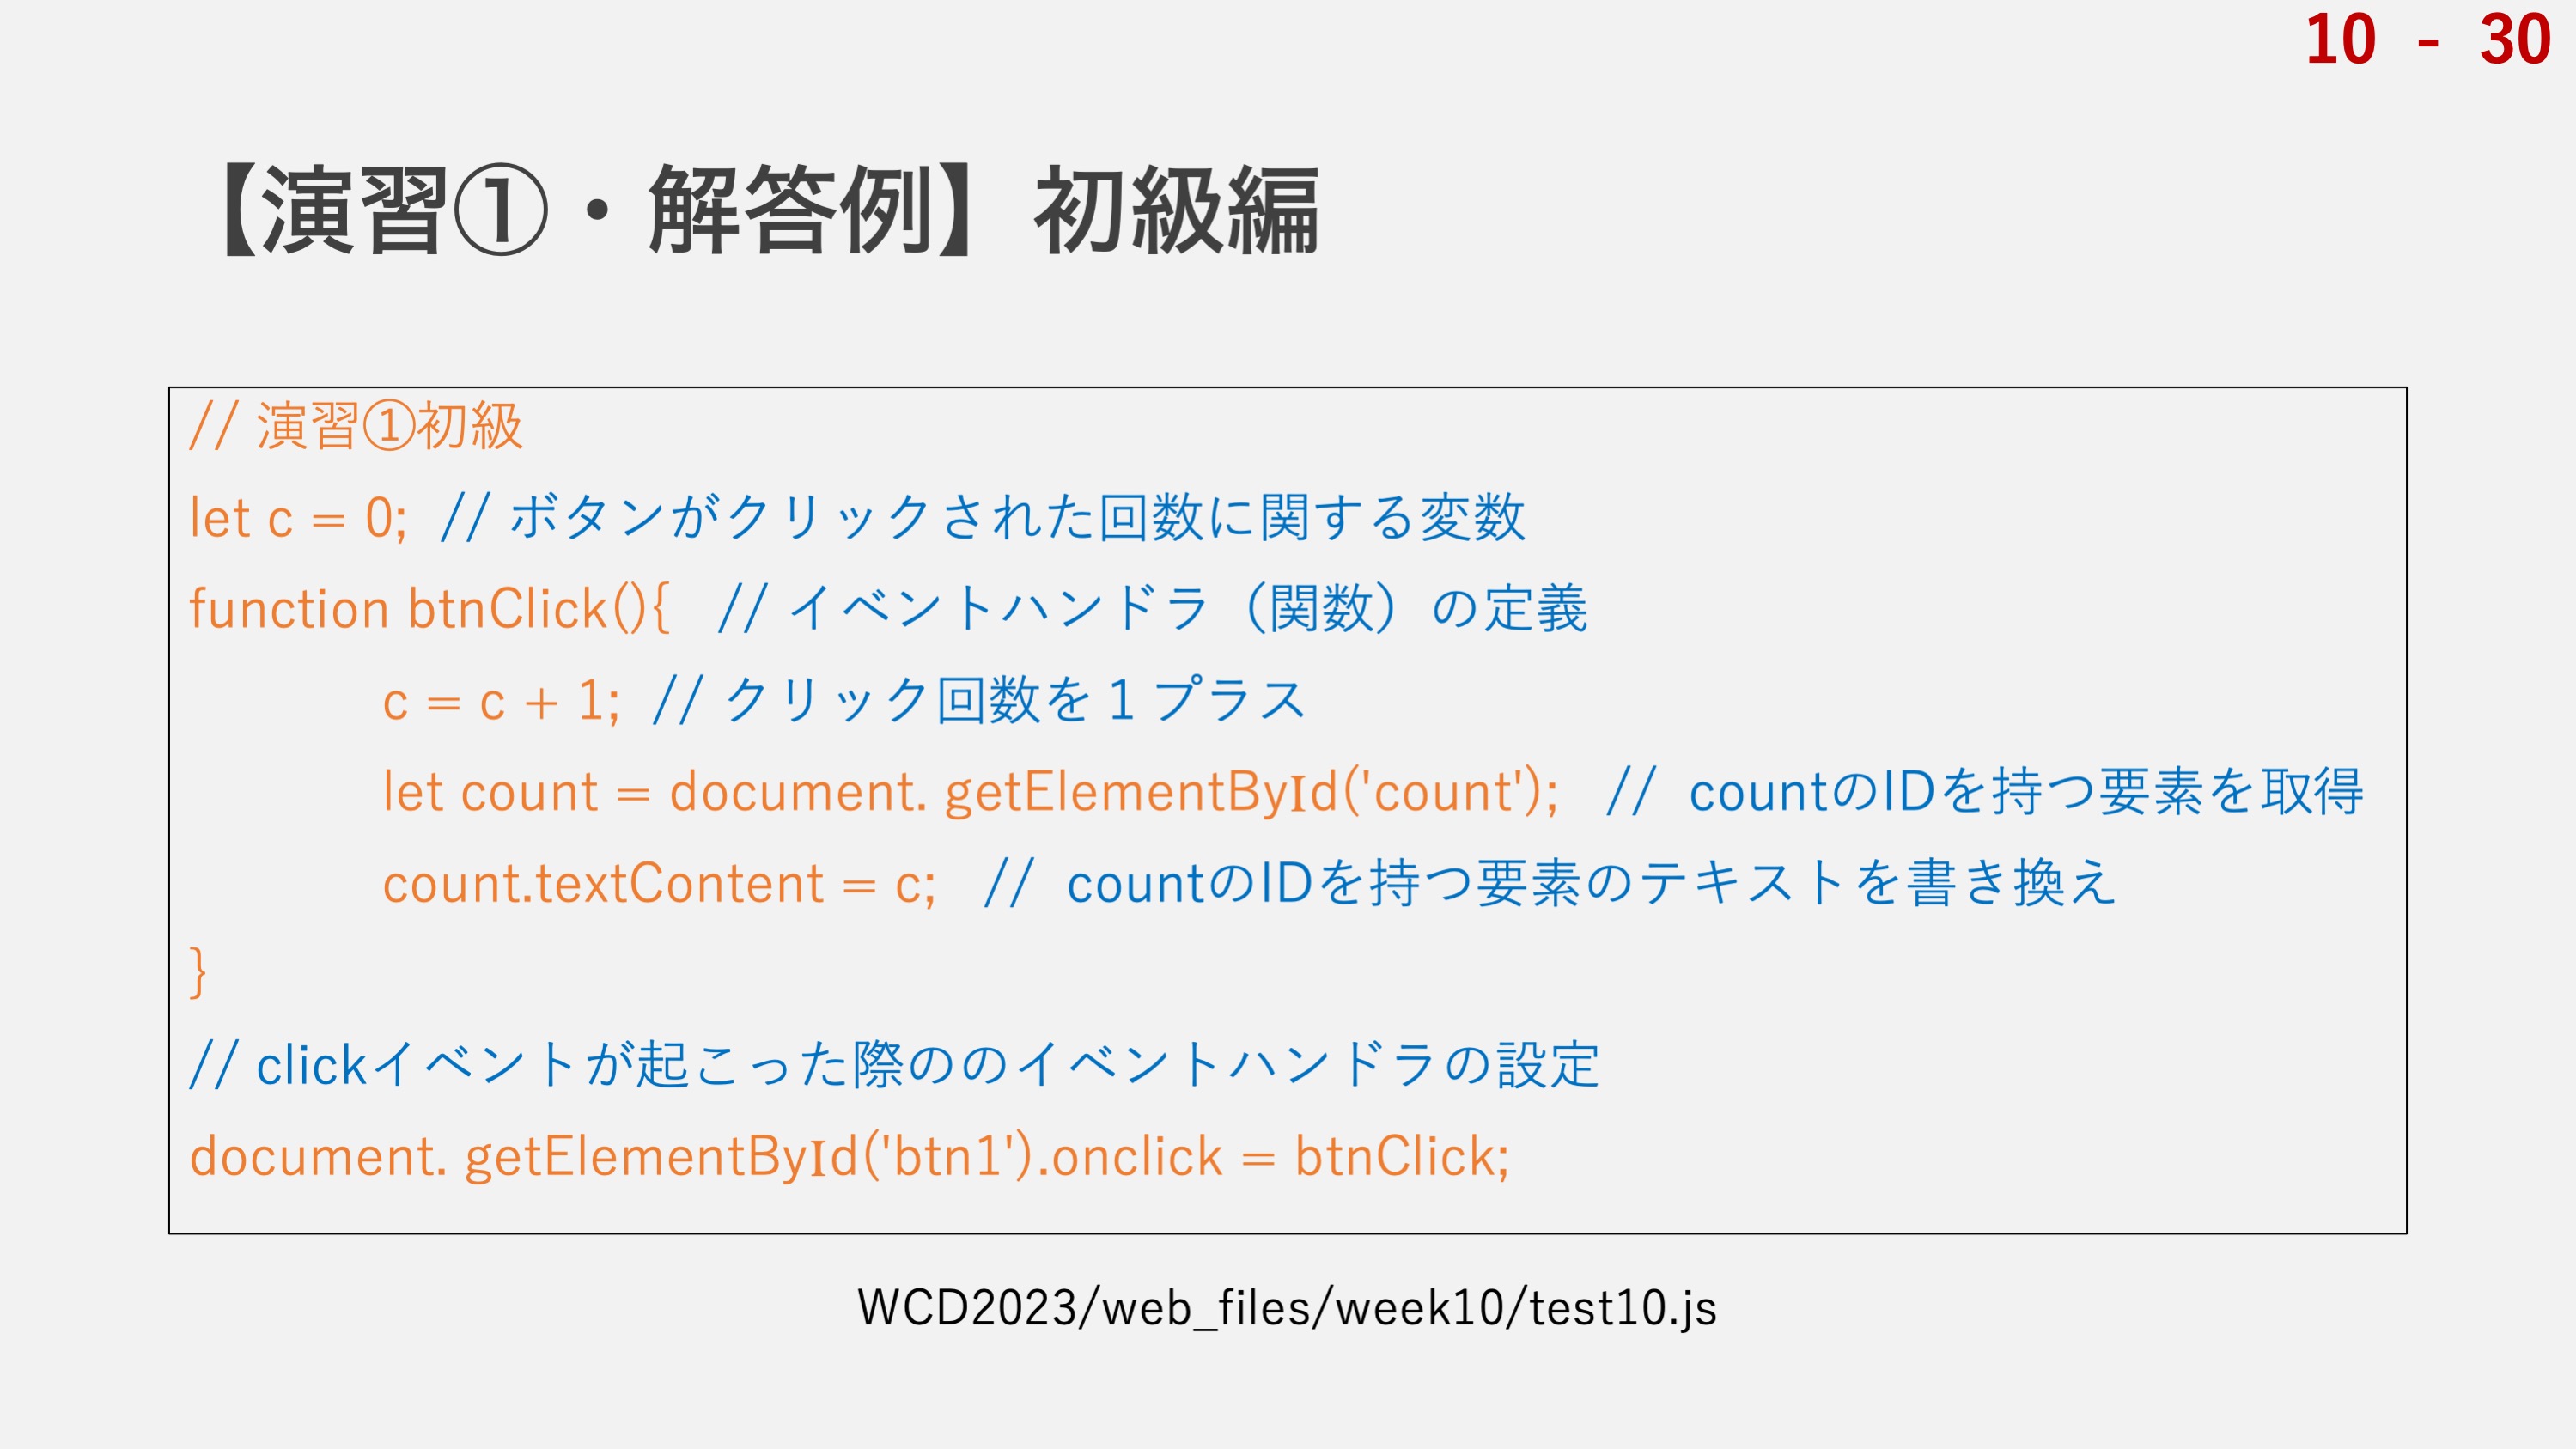 10 - 30
【演習①・解答例】初級編
// 演習①初級
let c = 0; // ボタンがクリックされた回数に関する変数
function btnClick(){ // イベントハンドラ（関数）の定義
c = c + 1; // クリック回数を１プラス
let count = document. getElementById('count'); // countのIDを持つ要素を取得
count.textContent = c; // countのIDを持つ要素のテキストを書き換え
}
// clickイベントが起こった際ののイベントハンドラの設定
document. getElementById('btn1').onclick = btnClick;
WCD2023/web_files/week10/test10.js